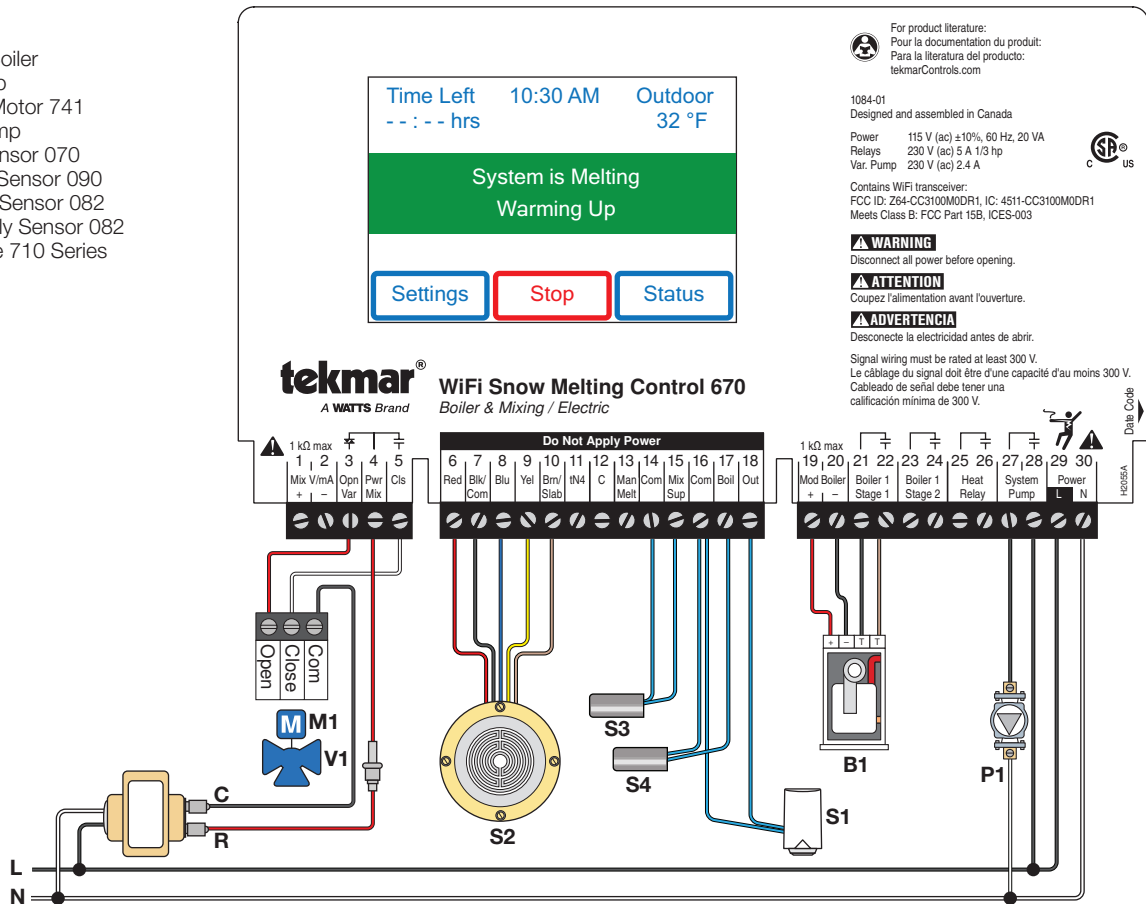 oiler
Motor 741
nsor 070
Sensor 090
Sensor 082
ly Sensor 082
e 710 Series
Time Left 10:30 AM Outdoor
- - : - - hrs 32 °F
System is Melting
Warming Up
Settings Stop Status
For product literature:
Pour la documentation du produit:
Para la literatura del producto:
tekmarControls.com
1084-01
Designed and assembled in Canada
Power 115 V (ac) ±10%, 60 Hz, 20 VA
Relays 230 V (ac) 5 A 1/3 hp
Var. Pump 230 V (ac) 2.4 A
C SA ® US
Contains WiFi transceiver:
FCC ID: Z64-CC3100M0DR1, IC: 4511-CC3100M0DR1
Meets Class B: FCC Part 15B, ICES-003
WARNING
Disconnect all power before opening.
ATTENTION
Coupez l'alimentation avant l'ouverture.
ADVERTENCIA
Desconecte la electricidad antes de abrir.
Signal wiring must be rated at least 300 V.
Le câblage du signal doit être d'une capacité d'au moins 300 V.
Cableado de señal debe tener una
calificación mínima de 300 V.
Date Code
H2055A
tekmar®
A WATTS Brand
WiFi Snow Melting Control 670
Boiler & Mixing / Electric
1 kΩ max
1 2 3 4 5
Mix V/mA Opn Pwr Cls
+ − Var Mix
Do Not Apply Power
6 7 8 9 10 11 12 13 14 15 16 17 18
Red Blk/ Blu Yel Brn/ tN4 C Man Com Mix Com Boil Out
Com Slab Melt Sup
1 kΩ max
19 20 21 22 23 24 25 26 27 28 29 30
Mod Boiler Boiler 1 Boiler 1 Heat System Power
+ − Stage 1 Stage 2 Relay Pump L N
Open Close Com
M M1
V1
C
R
S2
S3
S4
S1
+ − T T
B1
P1
L
N